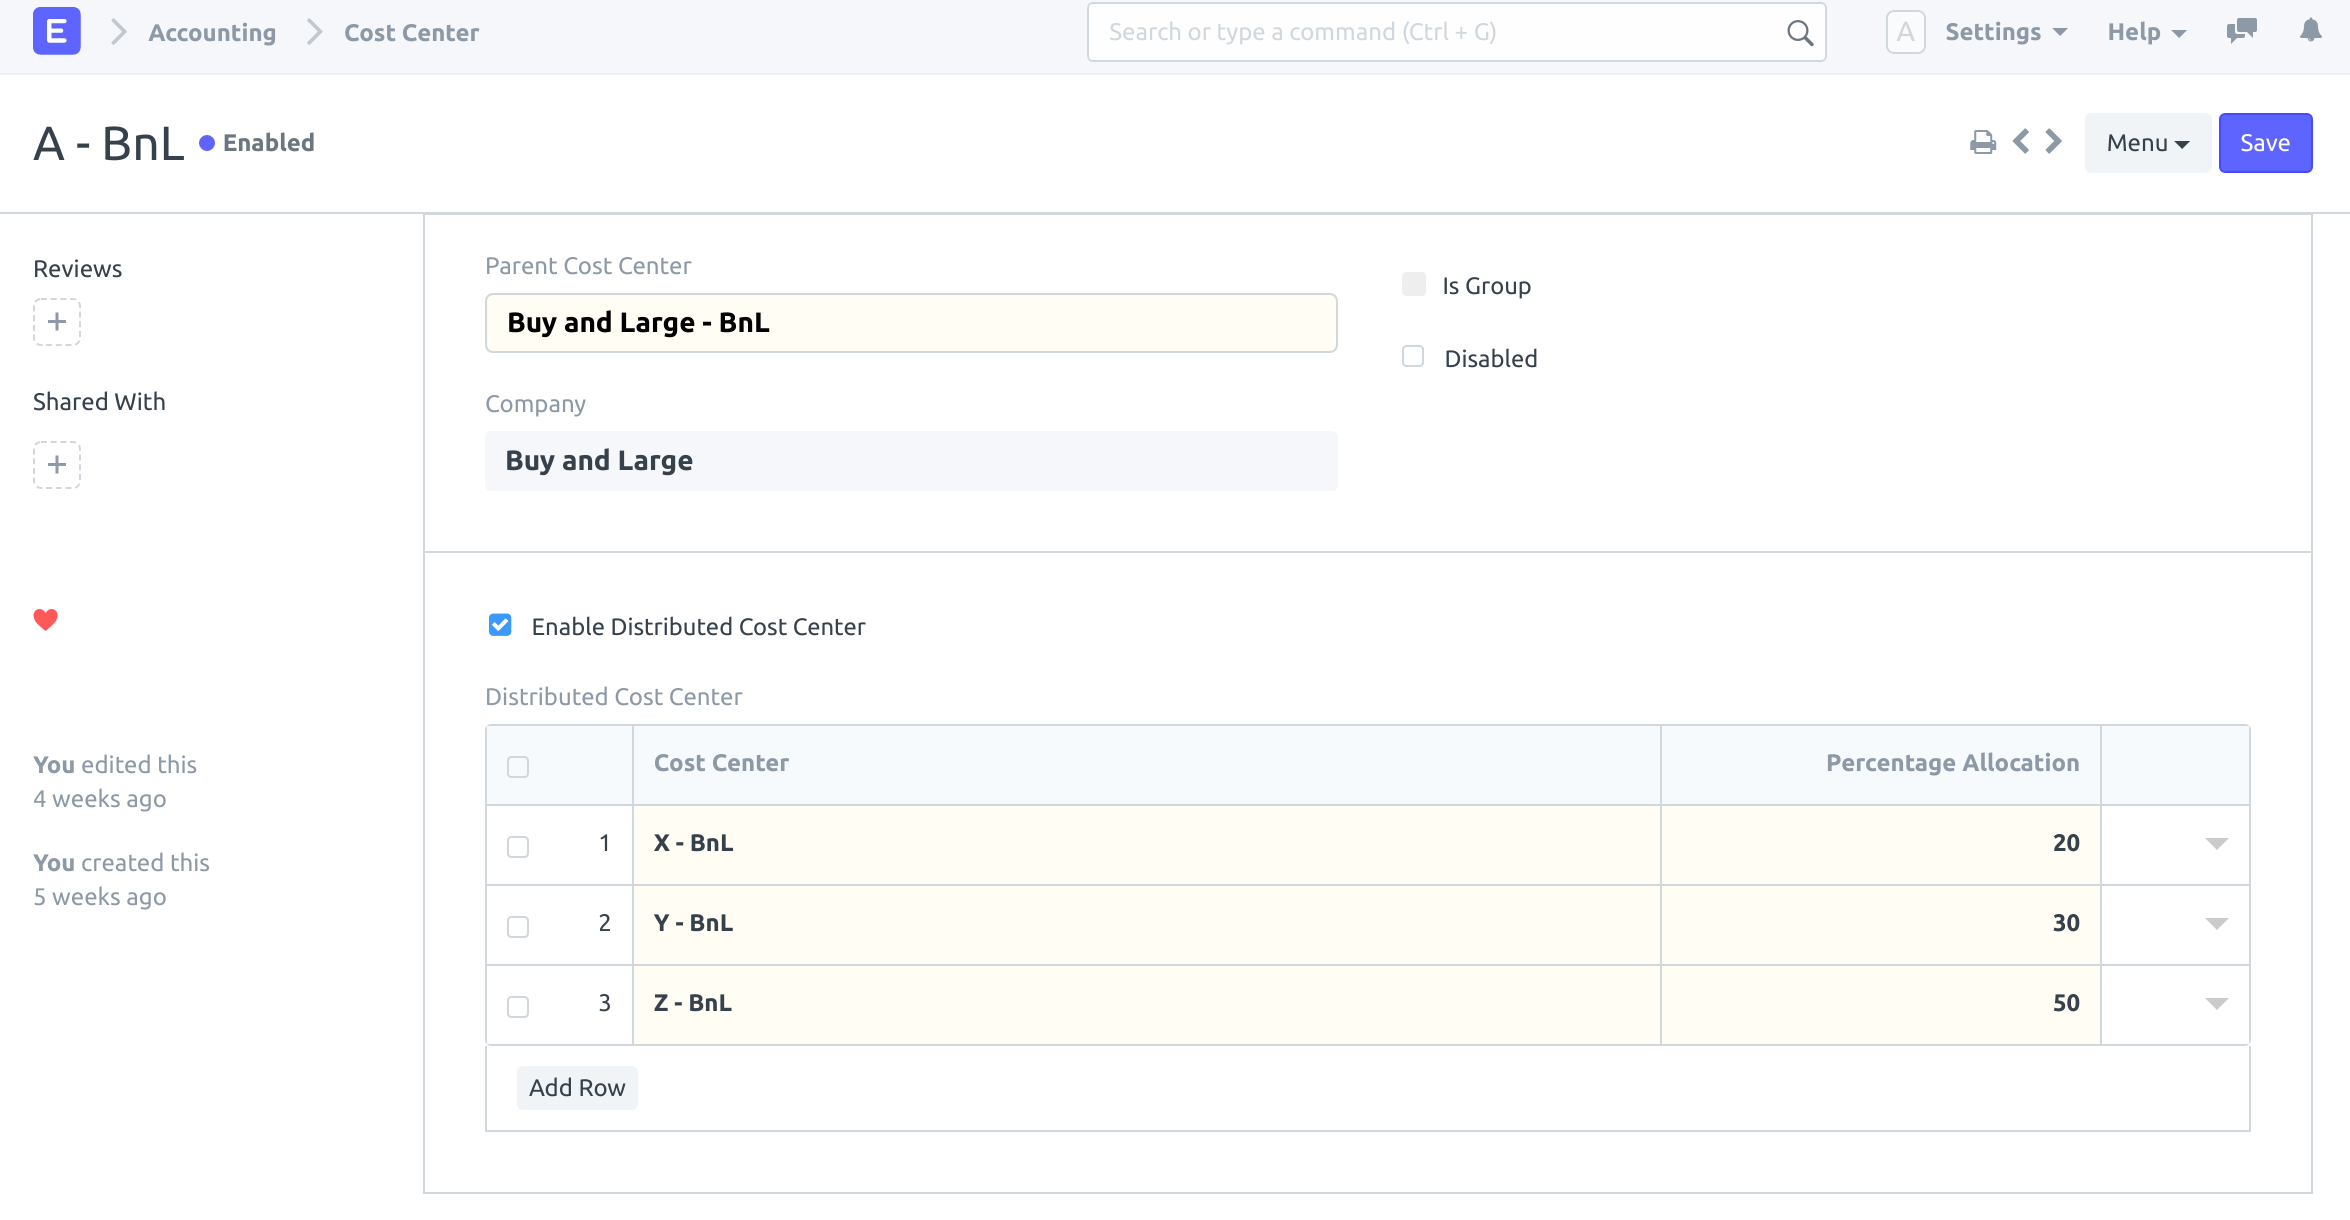 E Accounting Cost Center Search or type a command (Ctrl + G) A Settings Help
A - BnL Enabled Menu Save
Reviews
Shared With
You edited this
4 weeks ago
You created this
5 weeks ago
Parent Cost Center
Buy and Large - BnL
Company
Buy and Large
Is Group
Disabled
Enable Distributed Cost Center
Distributed Cost Center
Cost Center Percentage Allocation
1 X - BnL 20
2 Y - BnL 30
3 Z - BnL 50
Add Row